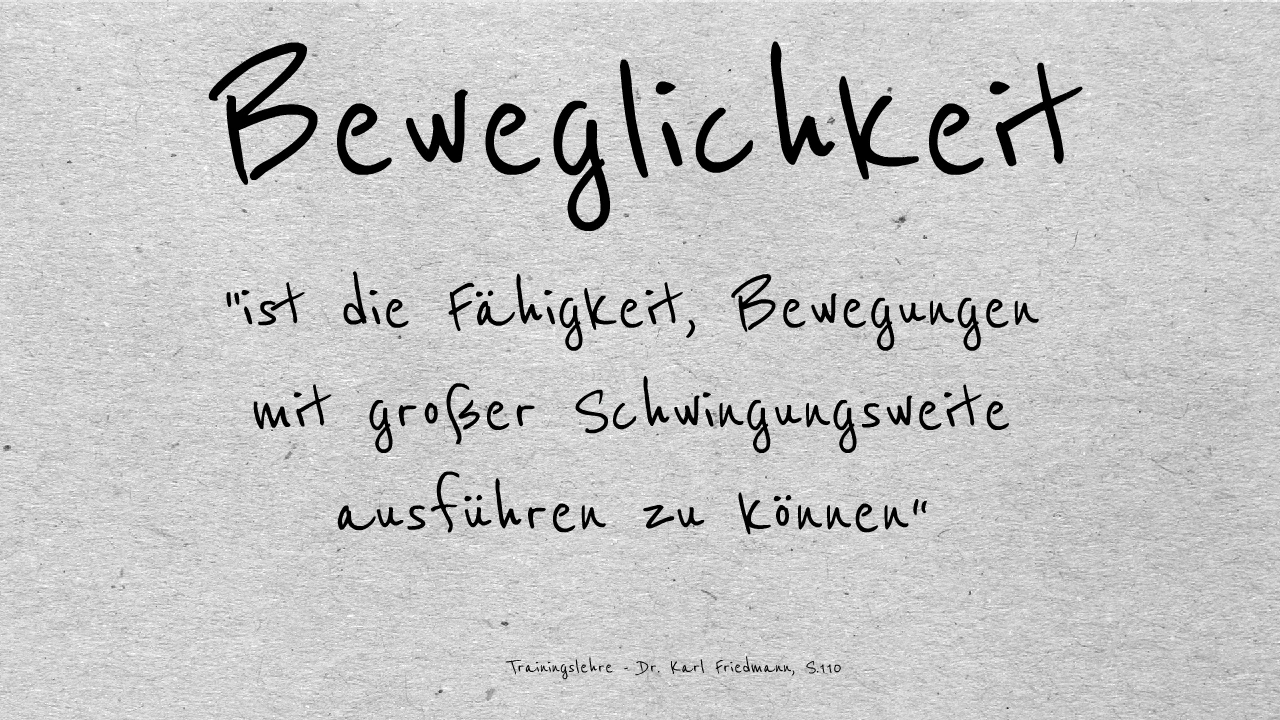 Beweglichkeit
"ist die Fähigkeit, Bewegungen
mit großer Schwingungsweite
ausführen zu können"
Trainingslehre - Dr. Karl Friedmann, S.110